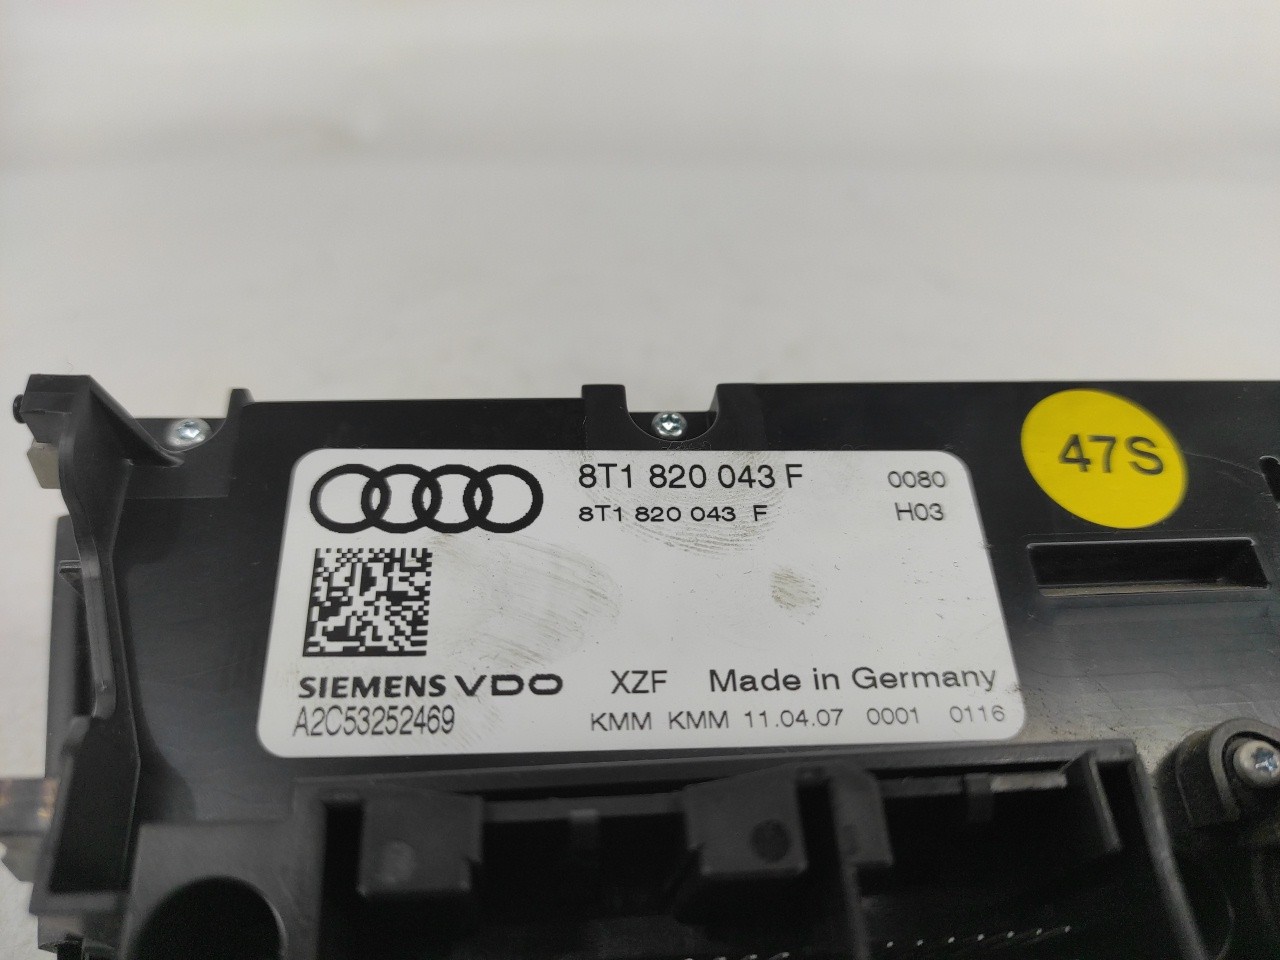 8T1 820 043 F
0080
8T1 820 043 F
H03
47S
SIEMENS VDO XZF Made in Germany
A2C53252469 KMM KMM 11.04.07 0001 0116